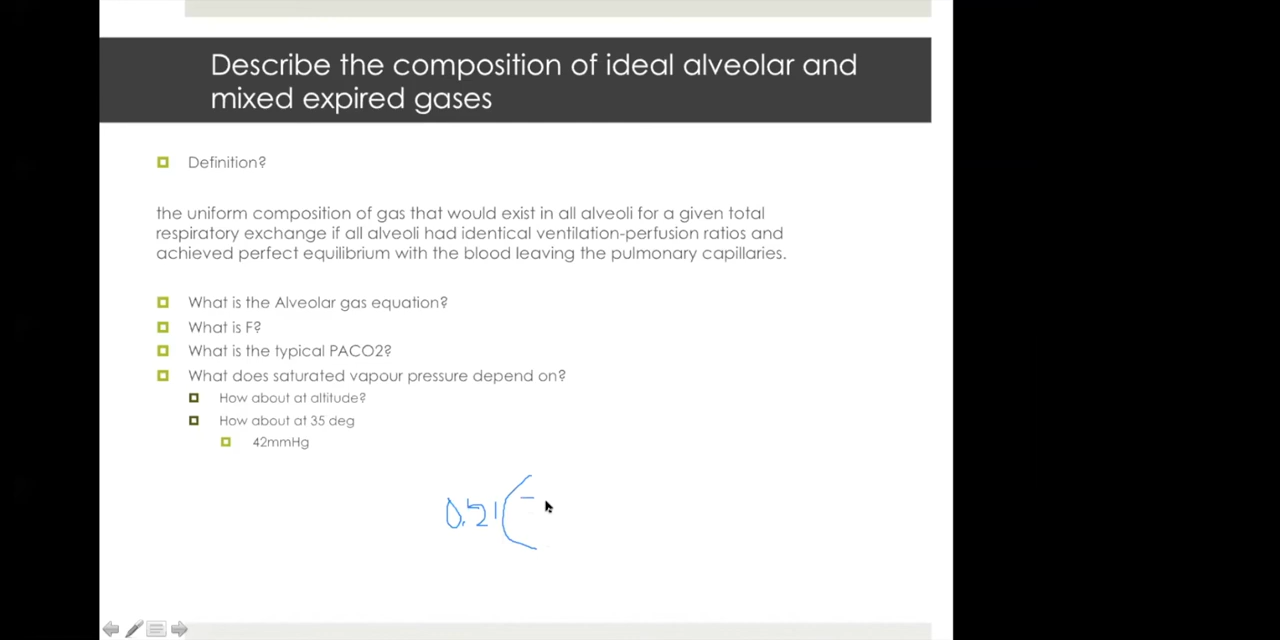 Describe the composition of ideal alveolar and
mixed expired gases
Definition?
the uniform composition of gas that would exist in all alveoli for a given total
respiratory exchange if all alveoli had identical ventilation-perfusion ratios and
achieved perfect equilibrium with the blood leaving the pulmonary capillaries.
What is the Alveolar gas equation?
What is F?
What is the typical PACO2?
What does saturated vapour pressure depend on?
How about at altitude?
How about at 35 deg
42mmHg
0.21(